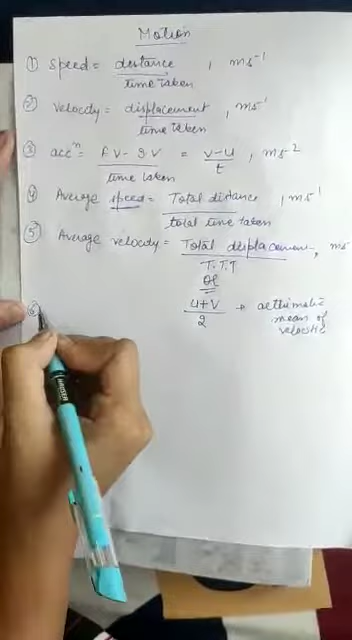 Motion
① Speed = distance / time taken , ms⁻¹
② Velocity = displacement / time taken , ms⁻¹
③ accⁿ = FV - IV / time taken = v-u / t , ms⁻²
④ Average speed = Total distance / total time taken , ms⁻¹
⑤ Average velocity = Total displacement / T.T.T , ms
or
u+v / 2 → arithmatic
mean of
velocities
⑥